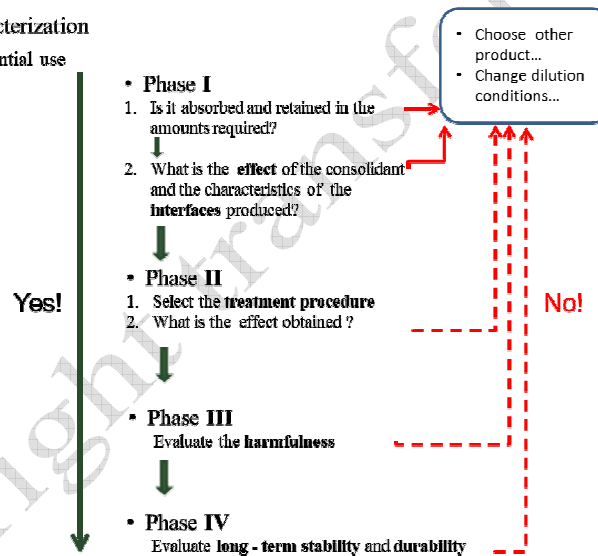 cterization
ntial use
• Choose other
product...
• Change dilution
conditions...
• Phase I
1. Is it absorbed and retained in the
amounts required?
2. What is the effect of the consolidant
and the characteristics of the
interfaces produced?
• Phase II
1. Select the treatment procedure
2. What is the effect obtained ?
Yes!
No!
• Phase III
Evaluate the harmfulness
• Phase IV
Evaluate long - term stability and durability
ight transfe